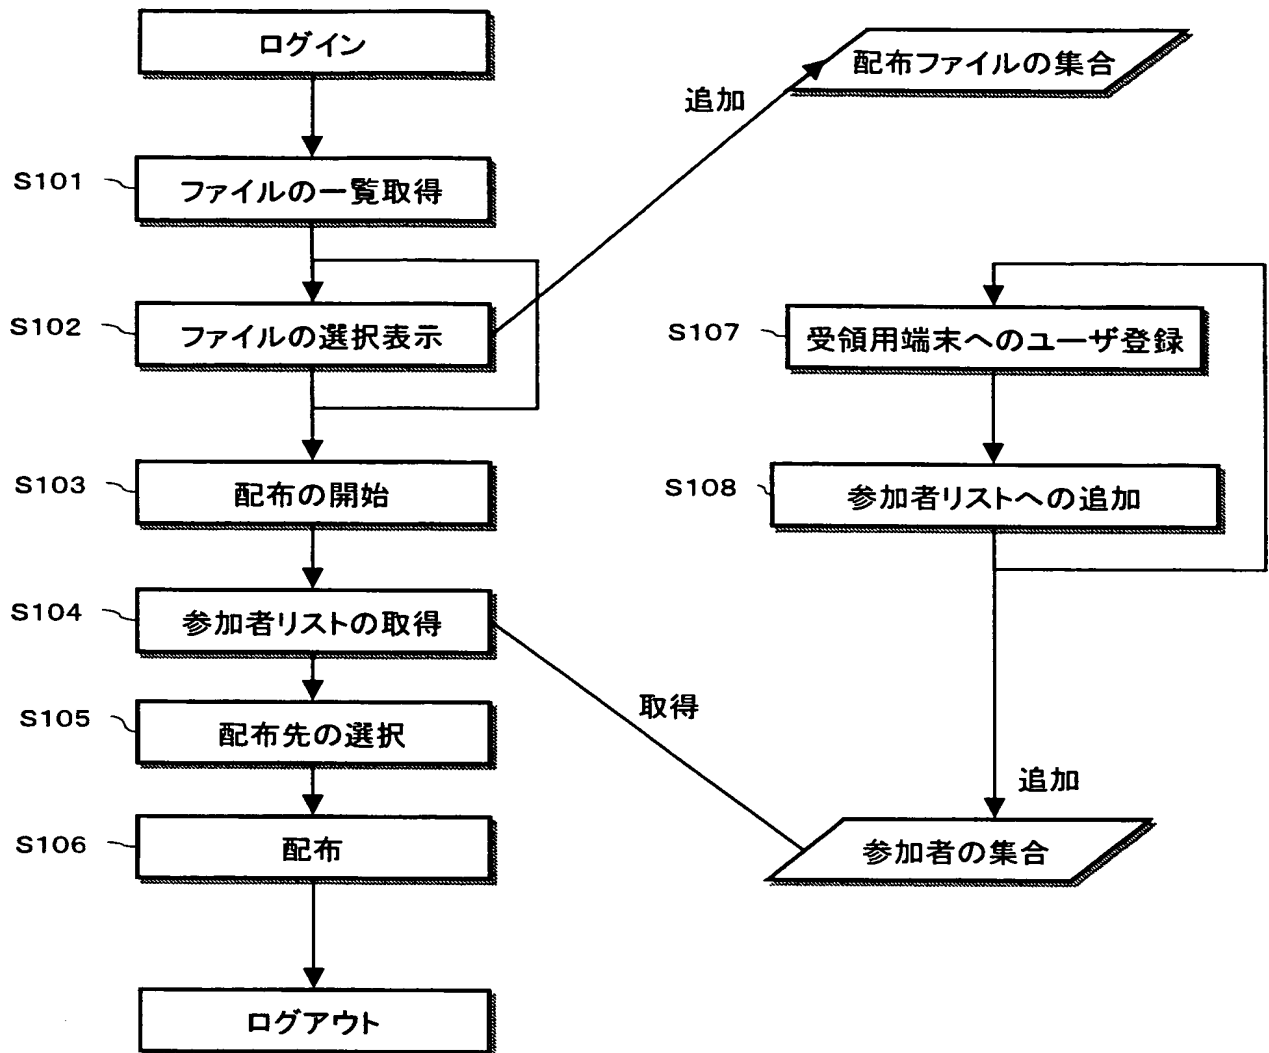 ログイン
配布ファイルの集合
追加
S101
ファイルの一覧取得
S102
ファイルの選択表示
S107
受領用端末へのユーザ登録
S103
配布の開始
S108
参加者リストへの追加
S104
参加者リストの取得
取得
S105
配布先の選択
追加
S106
配布
参加者の集合
ログアウト